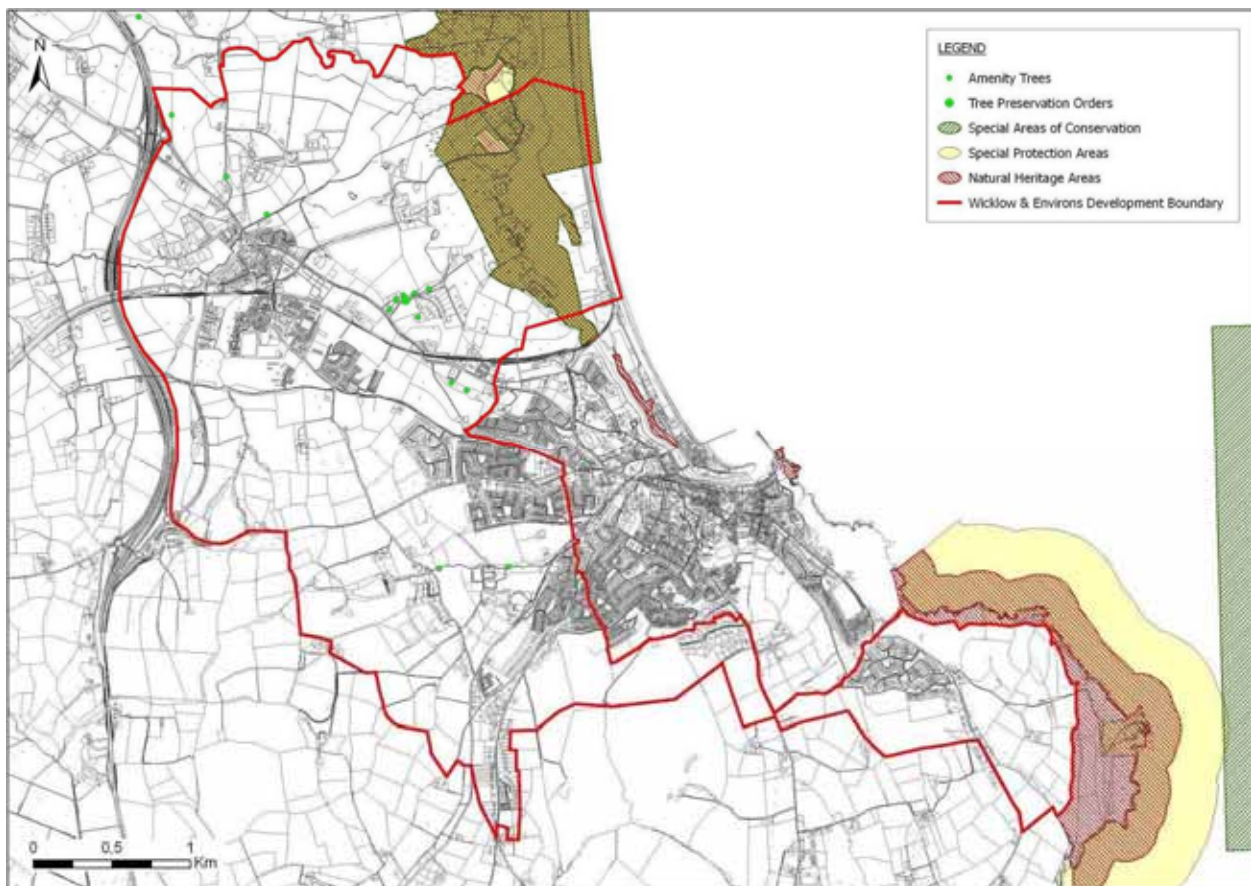 N
LEGEND
Amenity Trees
Tree Preservation Orders
Special Areas of Conservation
Special Protection Areas
Natural Heritage Areas
Wicklow & Environs Development Boundary
0 0,5 1
Km